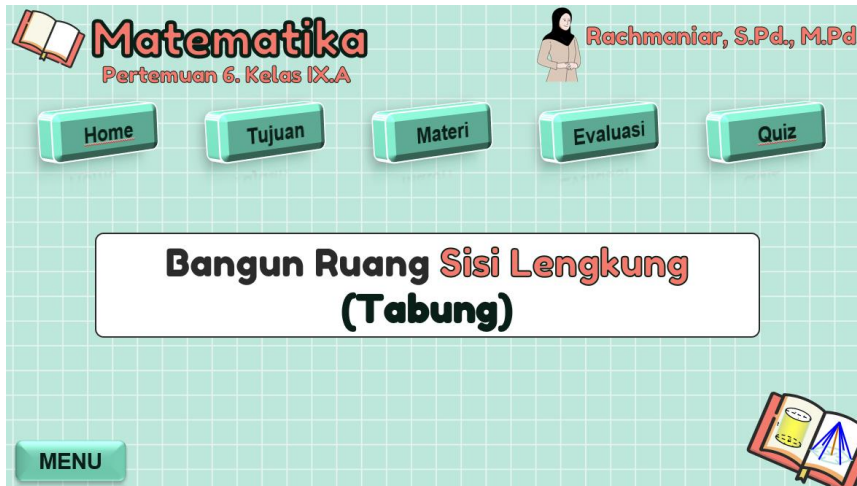 Matematika
Pertemuan 6. Kelas IX.A
Rachmaniar, S.Pd., M.Pd
Home
Tujuan
Materi
Evaluasi
Quiz
Bangun Ruang Sisi Lengkung
(Tabung)
MENU